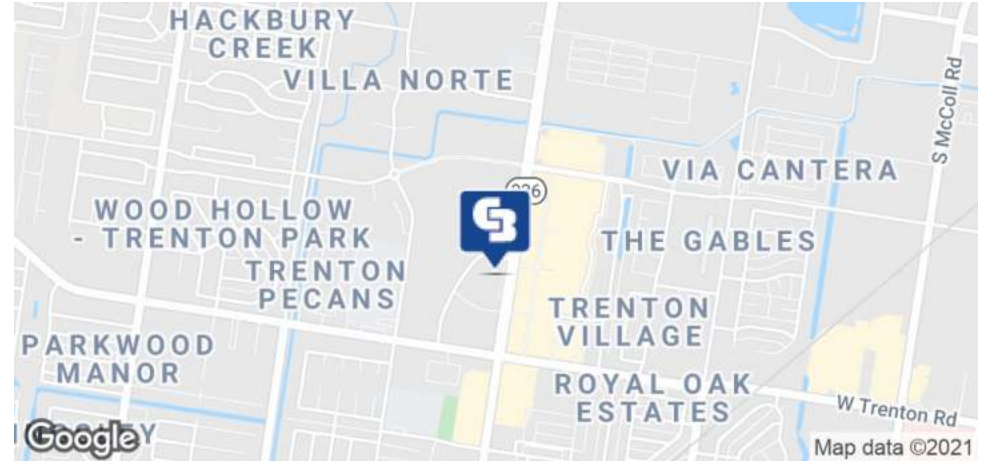 HACKBURY
CREEK
VILLA NORTE
S McColl Rd
VIA CANTERA
WOOD HOLLOW
- TRENTON PARK
THE GABLES
TRENTON
PECANS
TRENTON
VILLAGE
PARKWOOD
MANOR
ROYAL OAK
ESTATES
W Trenton Rd
Google
Map data ©2021